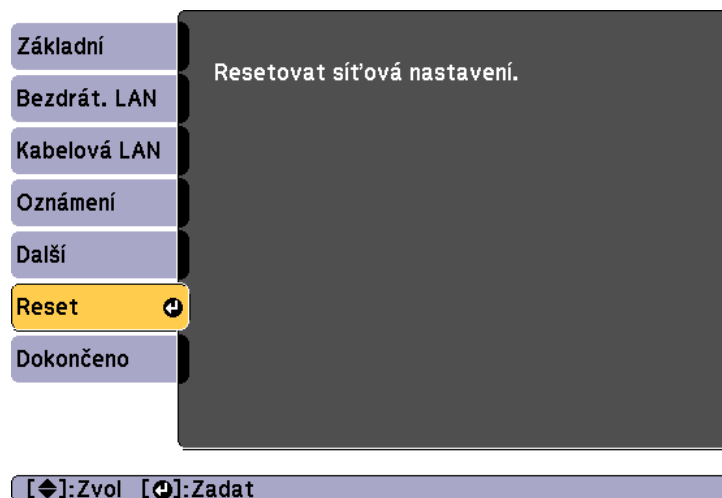 Základní
Bezdrát. LAN
Kabelová LAN
Oznámení
Další
Reset
Dokončeno
Resetovat síťová nastavení.
[◆]:Zvol [↵]:Zadat